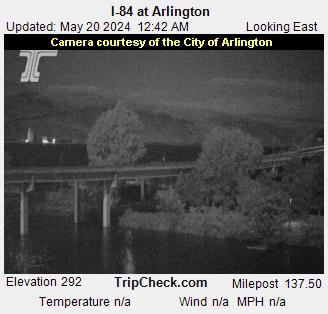 I-84 at Arlington
Updated: May 20 2024 12:42 AM Looking East
Camera courtesy of the City of Arlington
Elevation 292 TripCheck.com Milepost 137.50
Temperature n/a Wind n/a MPH n/a